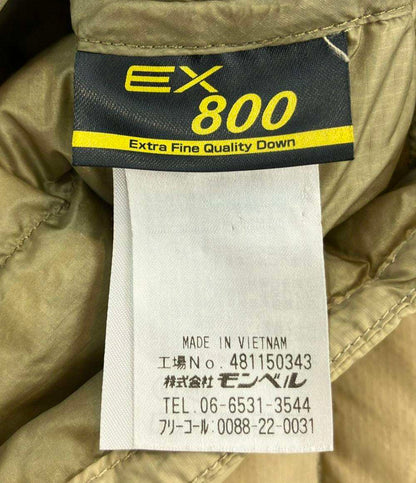 EX
800
Extra Fine Quality Down
MADE IN VIETNAM
工場No. 481150343
株式会社 モンベル
TEL. 06-6531-3544
フリーコール: 0088-22-0031